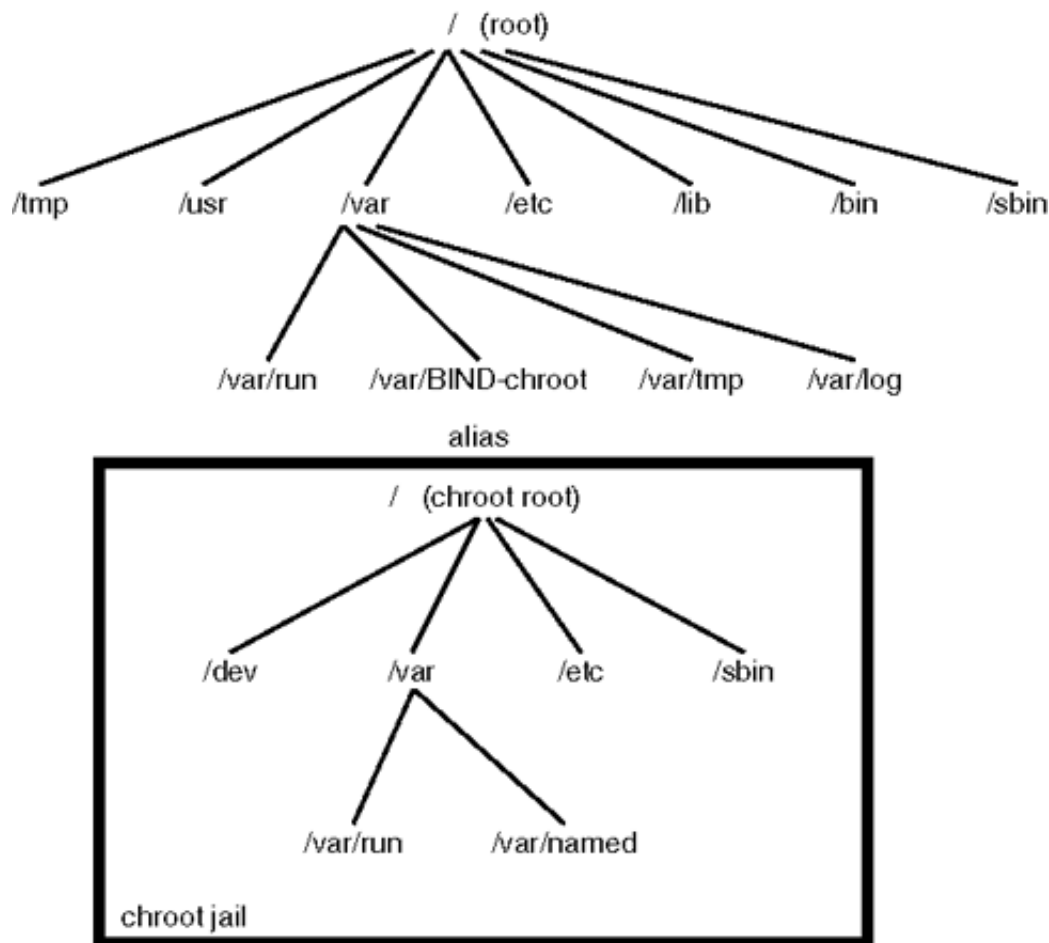 / (root)
/tmp /usr /var /etc /lib /bin /sbin
/var/run /var/BIND-chroot /var/tmp /var/log
alias
/ (chroot root)
/dev /var /etc /sbin
/var/run /var/named
chroot jail